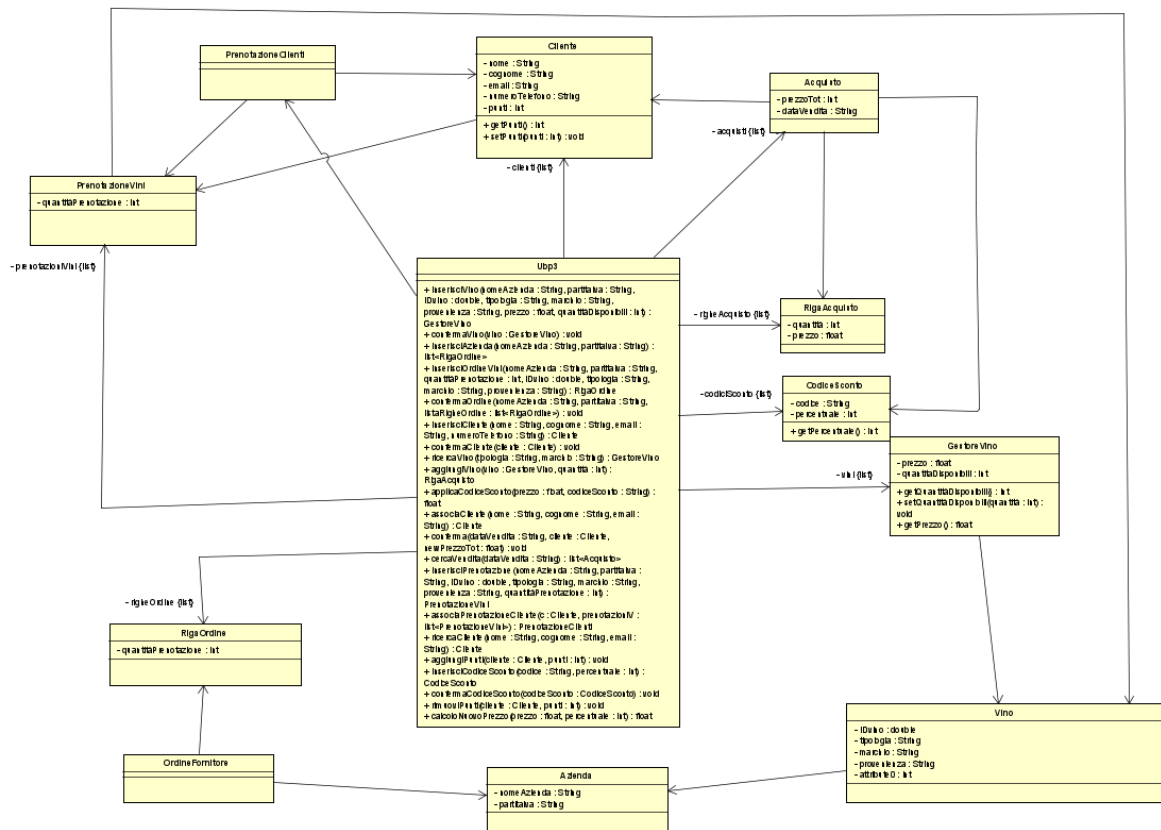 PrenotazioneClienti
Cliente
- nome : String
- cognome : String
- email : String
- numeroTelefono : String
- punti : int
+ getPunti() : int
+ setPunti(punti : int) : void
Acquisto
- prezzoTot : int
- dataVendita : String
- acquisti {list}
- clienti {list}
PrenotazioneVini
- quantitàPrenotazione : int
- prenotazioniVini {list}
Ubp3
+ inserisciVino(nomeAzienda : String, partitaIva : String,
IDvino : double, tipologia : String, marchio : String,
provenienza : String, prezzo : float, quantitàDisponibili : int) :
GestoreVino
+ confermaVino(vino : GestoreVino) : void
+ inserisciAzienda(nomeAzienda : String, partitaIva : String) :
list<RigaOrdine>
+ inserisciOrdineVini(nomeAzienda : String, partitaIva : String,
quantitàPrenotazione : int, IDvino : double, tipologia : String,
marchio : String, provenienza : String) : RigaOrdine
+ confermaOrdine(nomeAzienda : String, partitaIva : String,
listaRigheOrdine : list<RigaOrdine>) : void
+ inserisciCliente(nome : String, cognome : String, email :
String, numeroTelefono : String) : Cliente
+ confermaCliente(cliente : Cliente) : void
+ ricercaVino(tipologia : String, marchio : String) : GestoreVino
+ aggiungiVino(vino : GestoreVino, quantità : int) :
RigaAcquisto
+ applicaCodiceSconto(prezzo : float, codiceSconto : String) :
float
+ associaCliente(nome : String, cognome : String, email :
String) : Cliente
+ conferma(dataVendita : String, cliente : Cliente,
newPrezzoTot : float) : void
+ cercaVendita(dataVendita : String) : list<Acquisto>
+ inserisciPrenotazione(nomeAzienda : String, partitaIva :
String, IDvino : double, tipologia : String, marchio : String,
provenienza : String, quantitàPrenotazione : int) :
PrenotazioneVini
+ associaPrenotazioneCliente(c : Cliente, prenotazioniV :
list<PrenotazioneVini>) : PrenotazioneClienti
+ ricercaCliente(nome : String, cognome : String, email :
String) : Cliente
+ aggiungiPunti(cliente : Cliente, punti : int) : void
+ inserisciCodiceSconto(codice : String, percentuale : int) :
CodiceSconto
+ confermaCodiceSconto(codiceSconto : CodiceSconto) : void
+ rimuoviPunti(cliente : Cliente, punti : int) : void
+ calcoloNuovoPrezzo(prezzo : float, percentuale : int) : float
- righeAcquisto {list}
RigaAcquisto
- quantità : int
- prezzo : float
- codiciSconto {list}
CodiceSconto
- codice : String
- percentuale : int
+ getPercentuale() : int
- vini {list}
GestoreVino
- prezzo : float
- quantitàDisponibili : int
+ getQuantitàDisponibili() : int
+ setQuantitàDisponibili(quantità : int) :
void
+ getPrezzo() : float
- righeOrdine {list}
RigaOrdine
- quantitàPrenotazione : int
OrdineFornitore
Azienda
- nomeAzienda : String
- partitaIva : String
Vino
- IDvino : double
- tipologia : String
- marchio : String
- provenienza : String
- attribute0 : int